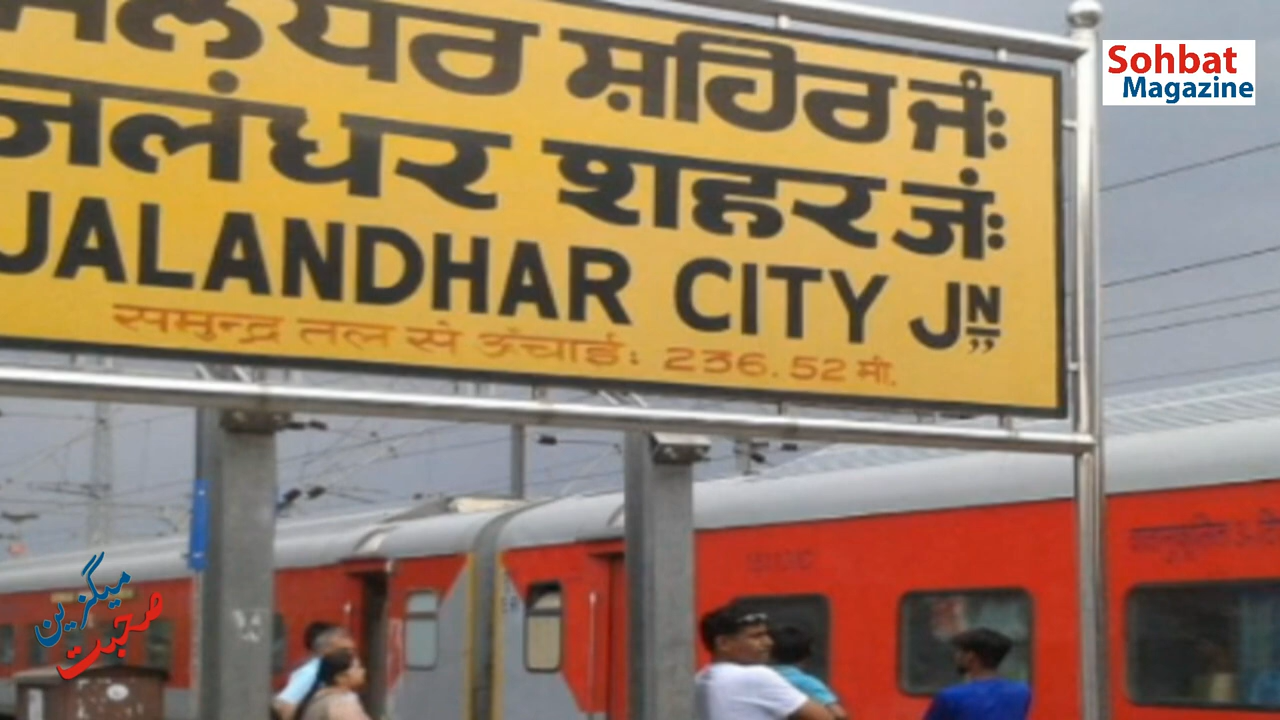 ਜਲੰਧਰ ਸ਼ਹਿਰ ਜੰ:
जलंधर शहर जं:
JALANDHAR CITY JN
समुन्द्र तल से ऊंचाई: 236.52 मी.
Sohbat
Magazine
صحبت میگزین